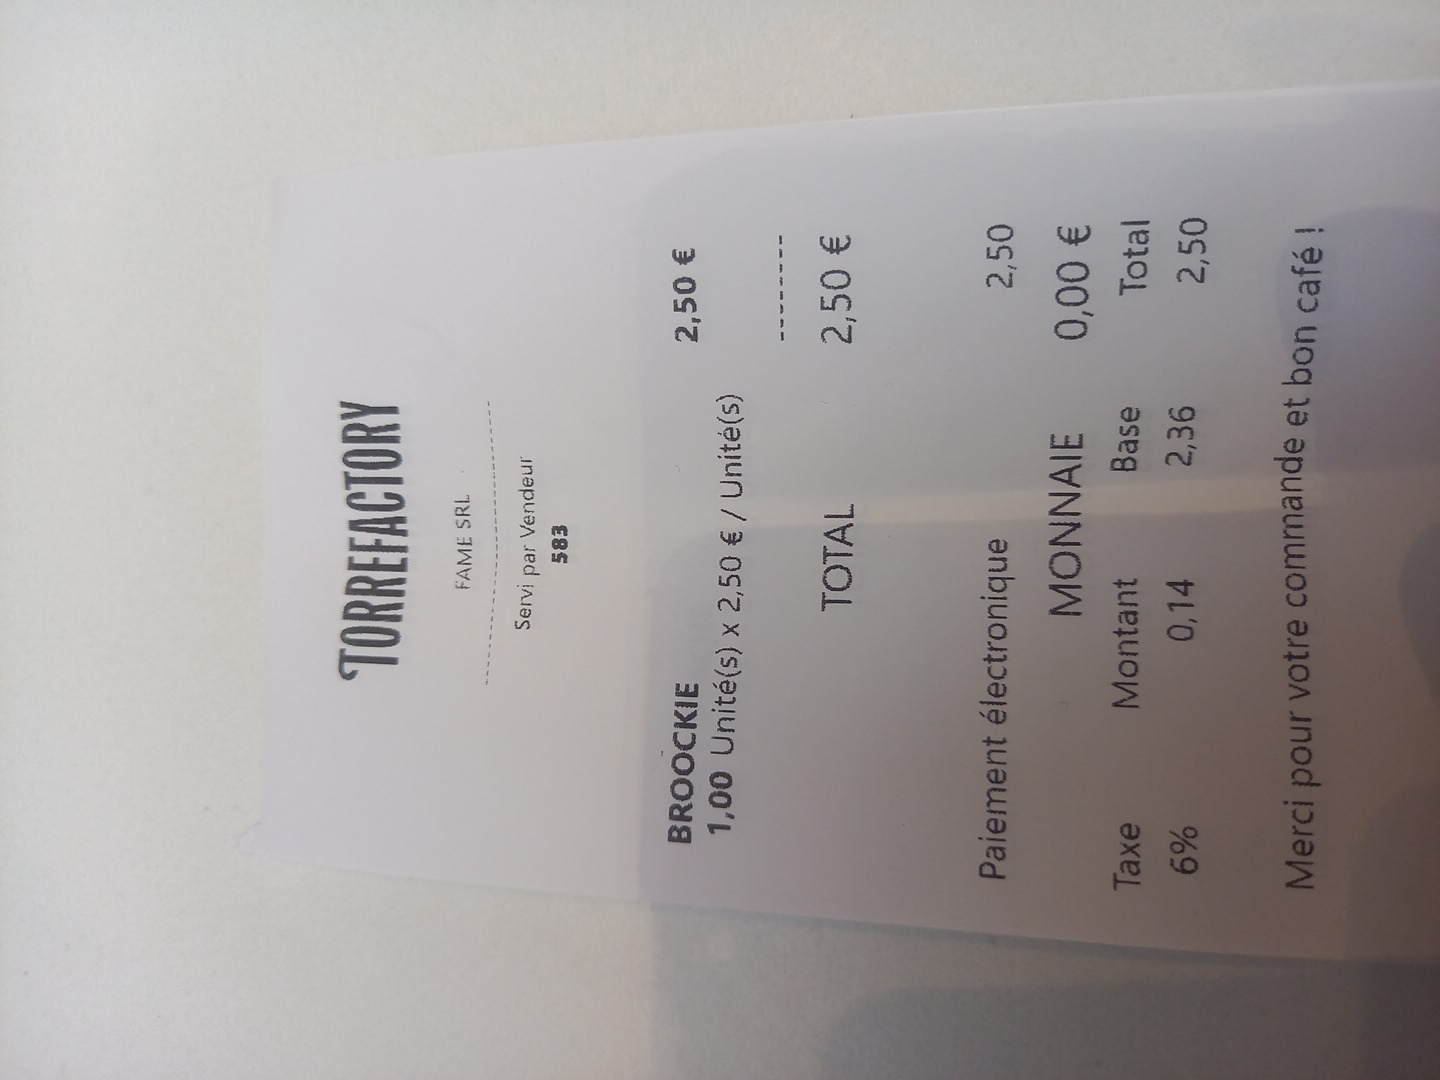 TORREFACTORY
FAME SRL
--------------------------------
Servi par Vendeur
583
BROOCKIE 2,50 €
1,00 Unité(s) x 2,50 € / Unité(s)
--------
TOTAL 2,50 €
Paiement électronique 2,50
MONNAIE 0,00 €
Taxe Montant Base Total
6% 0,14 2,36 2,50
Merci pour votre commande et bon café !